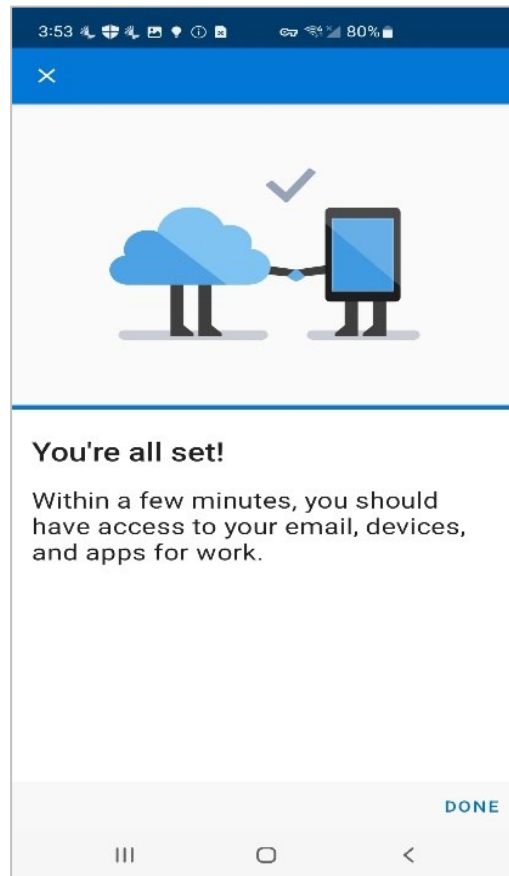 3:53 80%
You're all set!
Within a few minutes, you should
have access to your email, devices,
and apps for work.
DONE